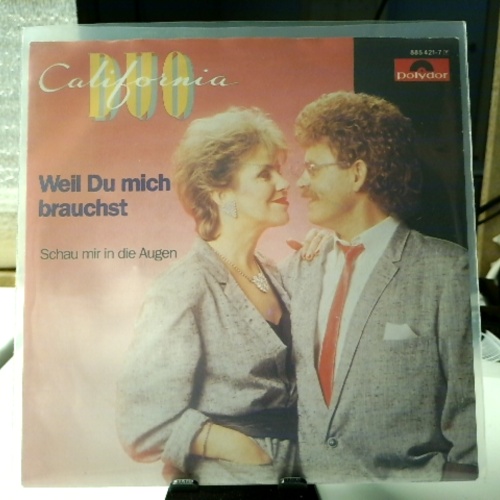 885 421-7
polydor
California
DUO
Weil Du mich
brauchst
Schau mir in die Augen